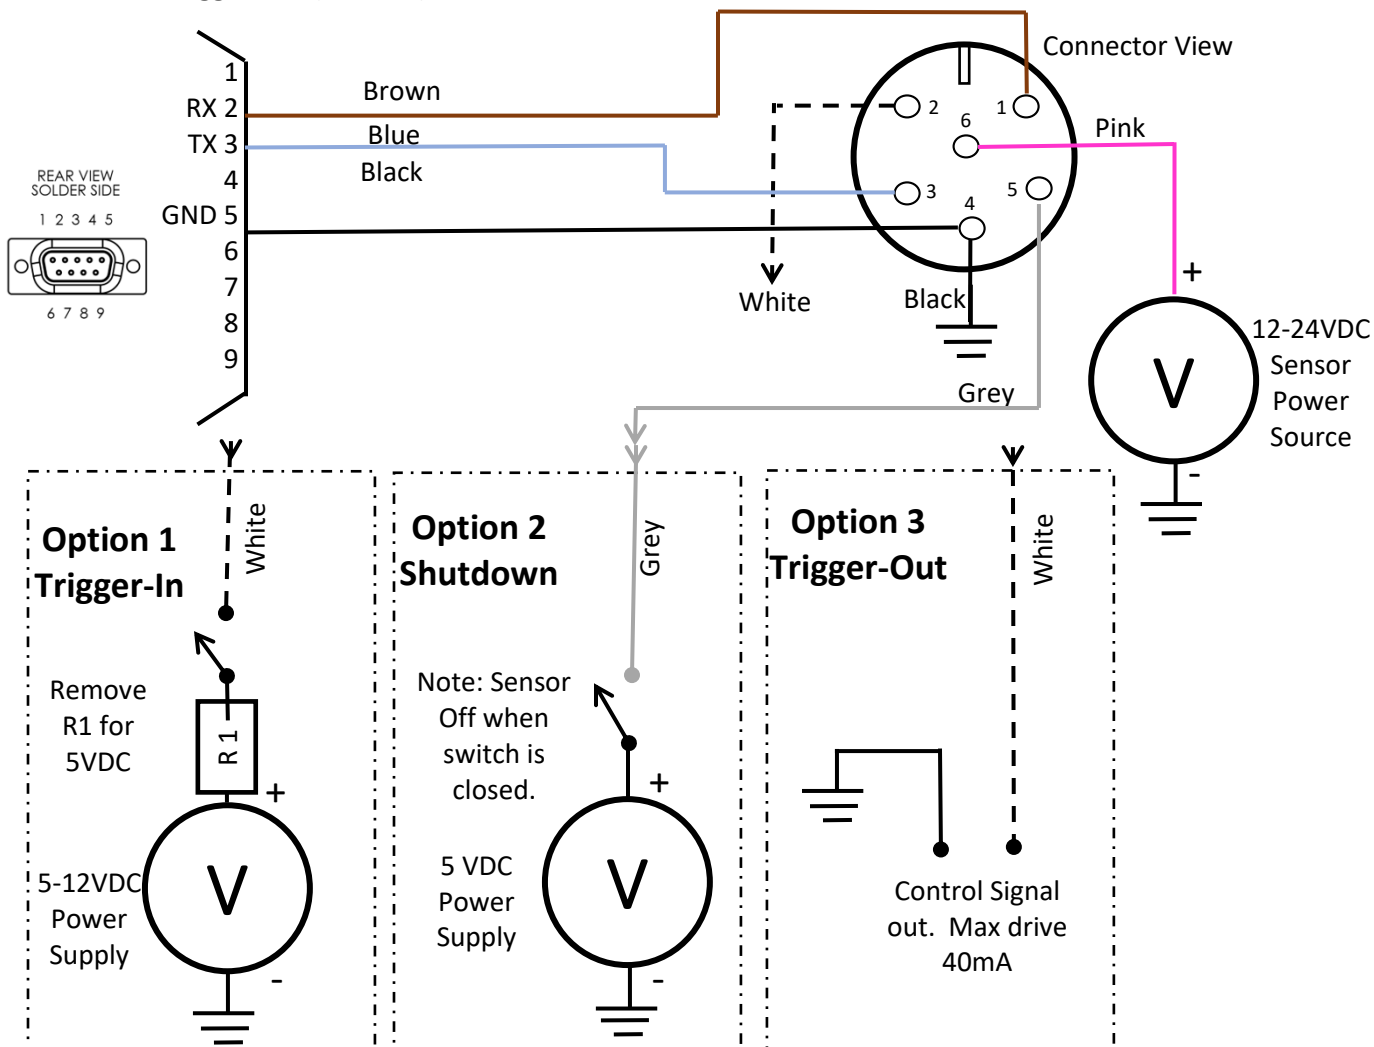 Connector View
1
RX 2
TX 3
4
GND 5
6
7
8
9
Brown
Blue
Black
REAR VIEW
SOLDER SIDE
1 2 3 4 5
6 7 8 9
2
1
6
3
5
4
Pink
White
Black
Grey
+
V
-
12-24VDC
Sensor
Power
Source
Option 1
Trigger-In
White
Remove
R1 for
5VDC
R 1
+
V
-
5-12VDC
Power
Supply
Option 2
Shutdown
Grey
Note: Sensor
Off when
switch is
closed.
+
V
-
5 VDC
Power
Supply
Option 3
Trigger-Out
White
Control Signal
out. Max drive
40mA